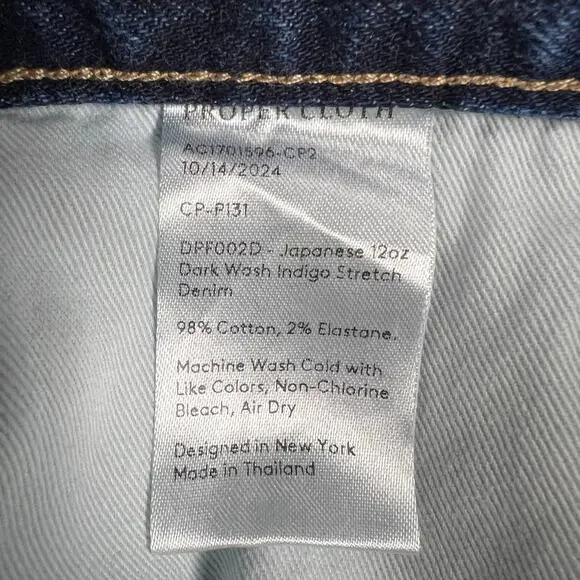 PROPER CLOTH
AC1701696-CP2
10/14/2024
CP-P131
DPF002D - Japanese 12oz
Dark Wash Indigo Stretch
Denim
98% Cotton, 2% Elastane.
Machine Wash Cold with
Like Colors, Non-Chlorine
Bleach, Air Dry
Designed in New York
Made in Thailand